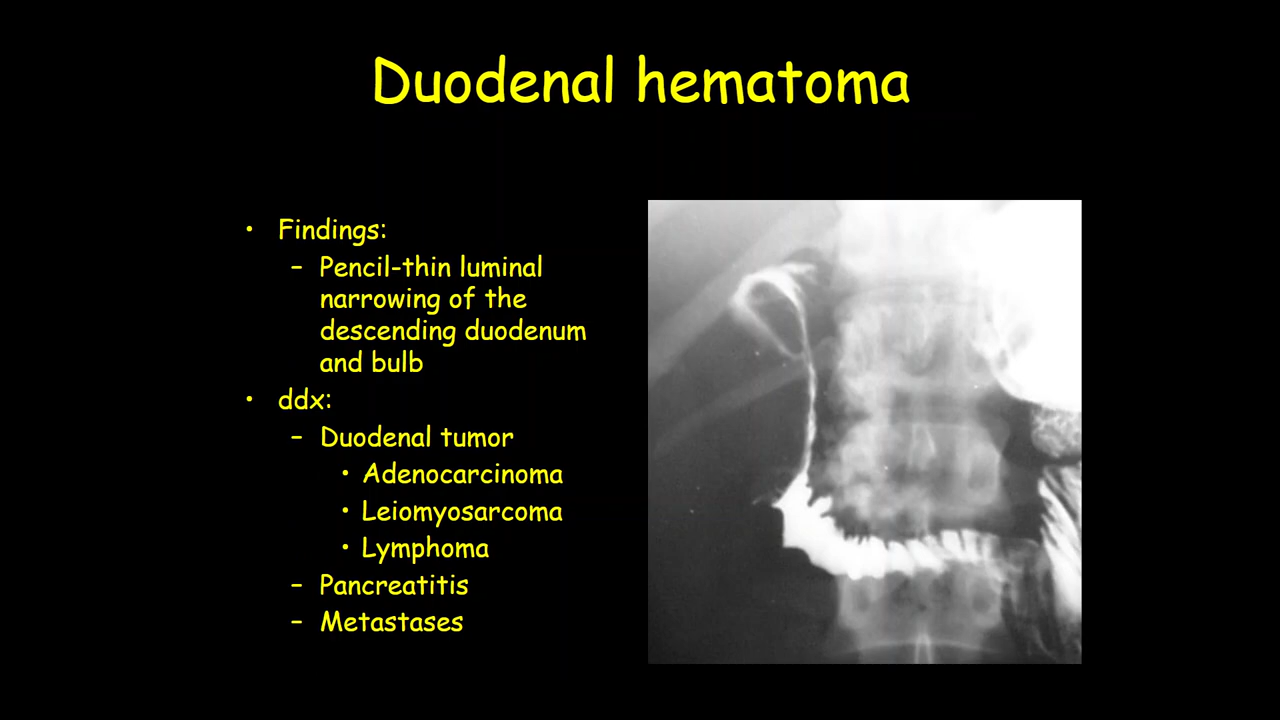 Duodenal hematoma
• Findings:
– Pencil-thin luminal
narrowing of the
descending duodenum
and bulb
• ddx:
– Duodenal tumor
• Adenocarcinoma
• Leiomyosarcoma
• Lymphoma
– Pancreatitis
– Metastases